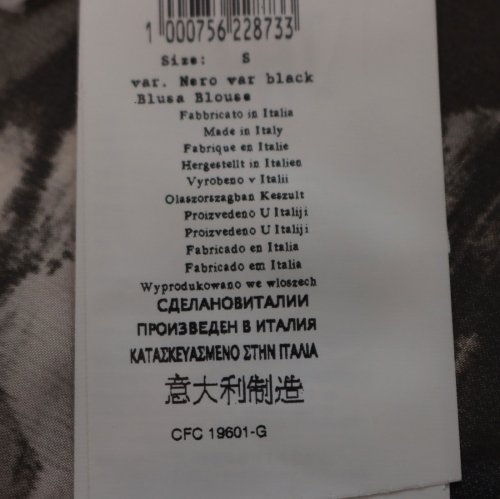 1 000756 228733
Size: S
var. Nero var black
Blusa Blouse
Fabbricato in Italia
Made in Italy
Fabrique en Italie
Hergestellt in Italien
Vyrobeno v Italii
Olaszorszagban Keszult
Proizvedeno U Italiji
Proizvedeno U Italiji
Fabricado en Italia
Fabricado em Italia
Wyprodukowano we wloszech
СДЕЛАНОВИТАЛИИ
ПРОИЗВЕДЕН В ИТАЛИЯ
ΚΑΤΑΣΚΕΥΑΣΜΕΝΟ ΣΤΗΝ ΙΤΑΛΙΑ
意大利制造
CFC 19601-G